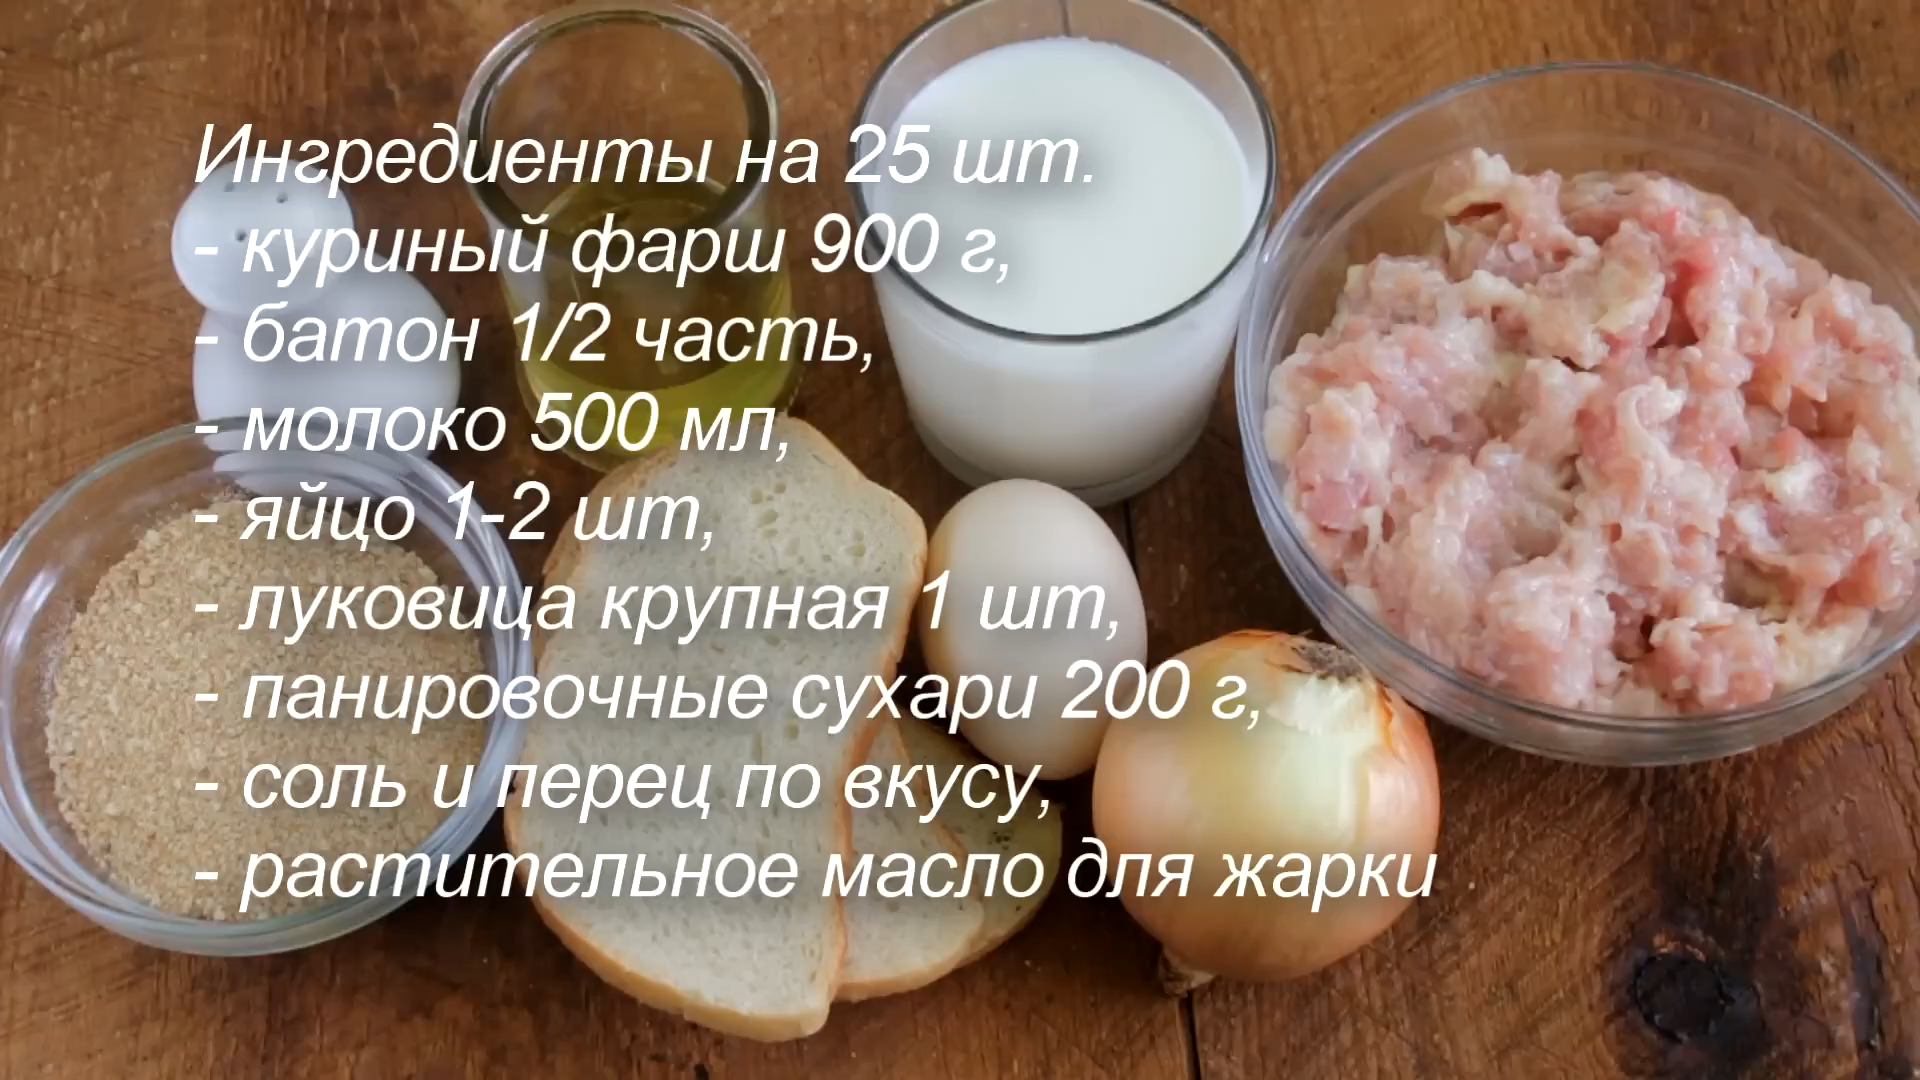 Ингредиенты на 25 шт.
- куриный фарш 900 г,
- батон 1/2 часть,
- молоко 500 мл,
- яйцо 1-2 шт,
- луковица крупная 1 шт,
- панировочные сухари 200 г,
- соль и перец по вкусу,
- растительное масло для жарки